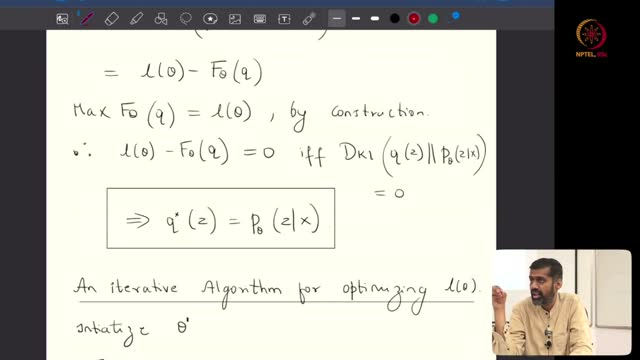 = l(θ) - Fθ(q)
Max Fθ(q) = l(θ), by construction.
∴ l(θ) - Fθ(q) = 0 iff DKL(q(z)||pθ(z|x))
= 0
⇒ q*(z) = pθ(z|x)
An iterative Algorithm for optimizing l(θ).
Initialize θ'
NPTEL